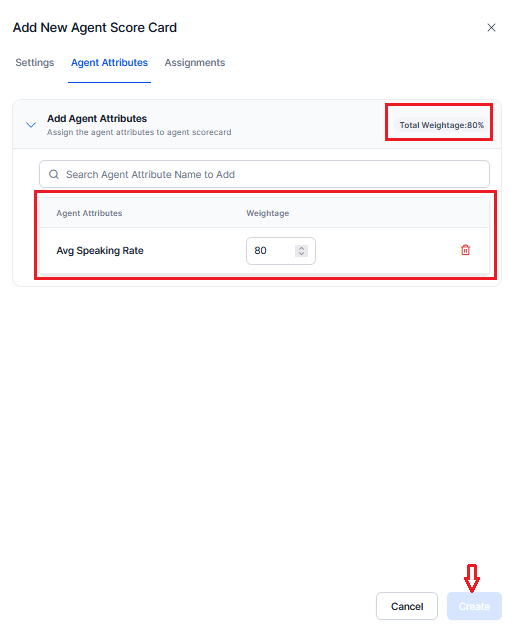 Add New Agent Score Card
Settings Agent Attributes Assignments
Add Agent Attributes
Assign the agent attributes to agent scorecard
Total Weightage:80%
Search Agent Attribute Name to Add
Agent Attributes Weightage
Avg Speaking Rate 80
Cancel Create